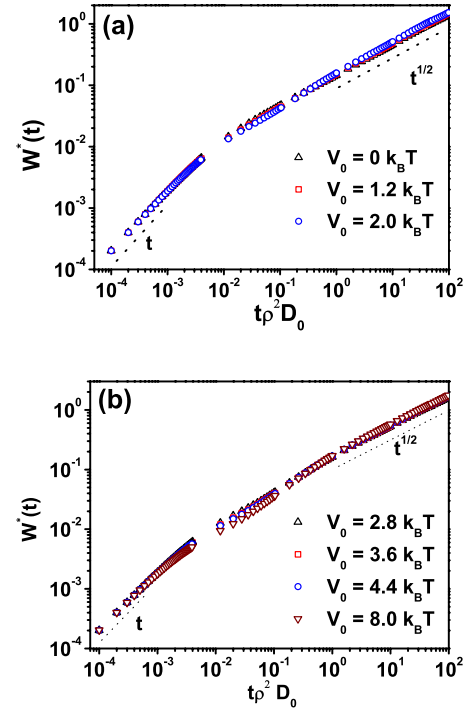 (a)
10⁰
10⁻¹
10⁻²
10⁻³
10⁻⁴
W*(t)
t^1/2
t
V₀ = 0 k_BT
V₀ = 1.2 k_BT
V₀ = 2.0 k_BT
10⁻⁴ 10⁻³ 10⁻² 10⁻¹ 10⁰ 10¹ 10²
tρ²D₀
(b)
10⁰
10⁻¹
10⁻²
10⁻³
10⁻⁴
W*(t)
t^1/2
t
V₀ = 2.8 k_BT
V₀ = 3.6 k_BT
V₀ = 4.4 k_BT
V₀ = 8.0 k_BT
10⁻⁴ 10⁻³ 10⁻² 10⁻¹ 10⁰ 10¹ 10²
tρ² D₀